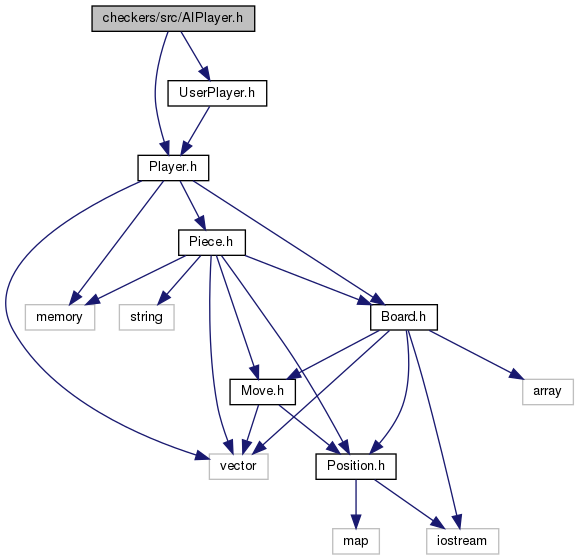 checkers/src/AIPlayer.h
UserPlayer.h
Player.h
Piece.h
memory
string
Board.h
Move.h
array
vector
Position.h
map
iostream